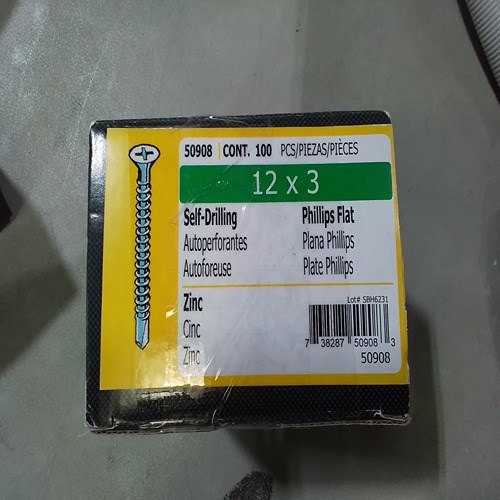 50908 | CONT. 100 PCS/PIEZAS/PIÈCES
12 x 3
Self-Drilling Phillips Flat
Autoperforantes Plana Phillips
Autoforeuse Plate Phillips
Zinc
Cinc
Zinc
Lot# SBH6231
7 38287 50908 3
50908